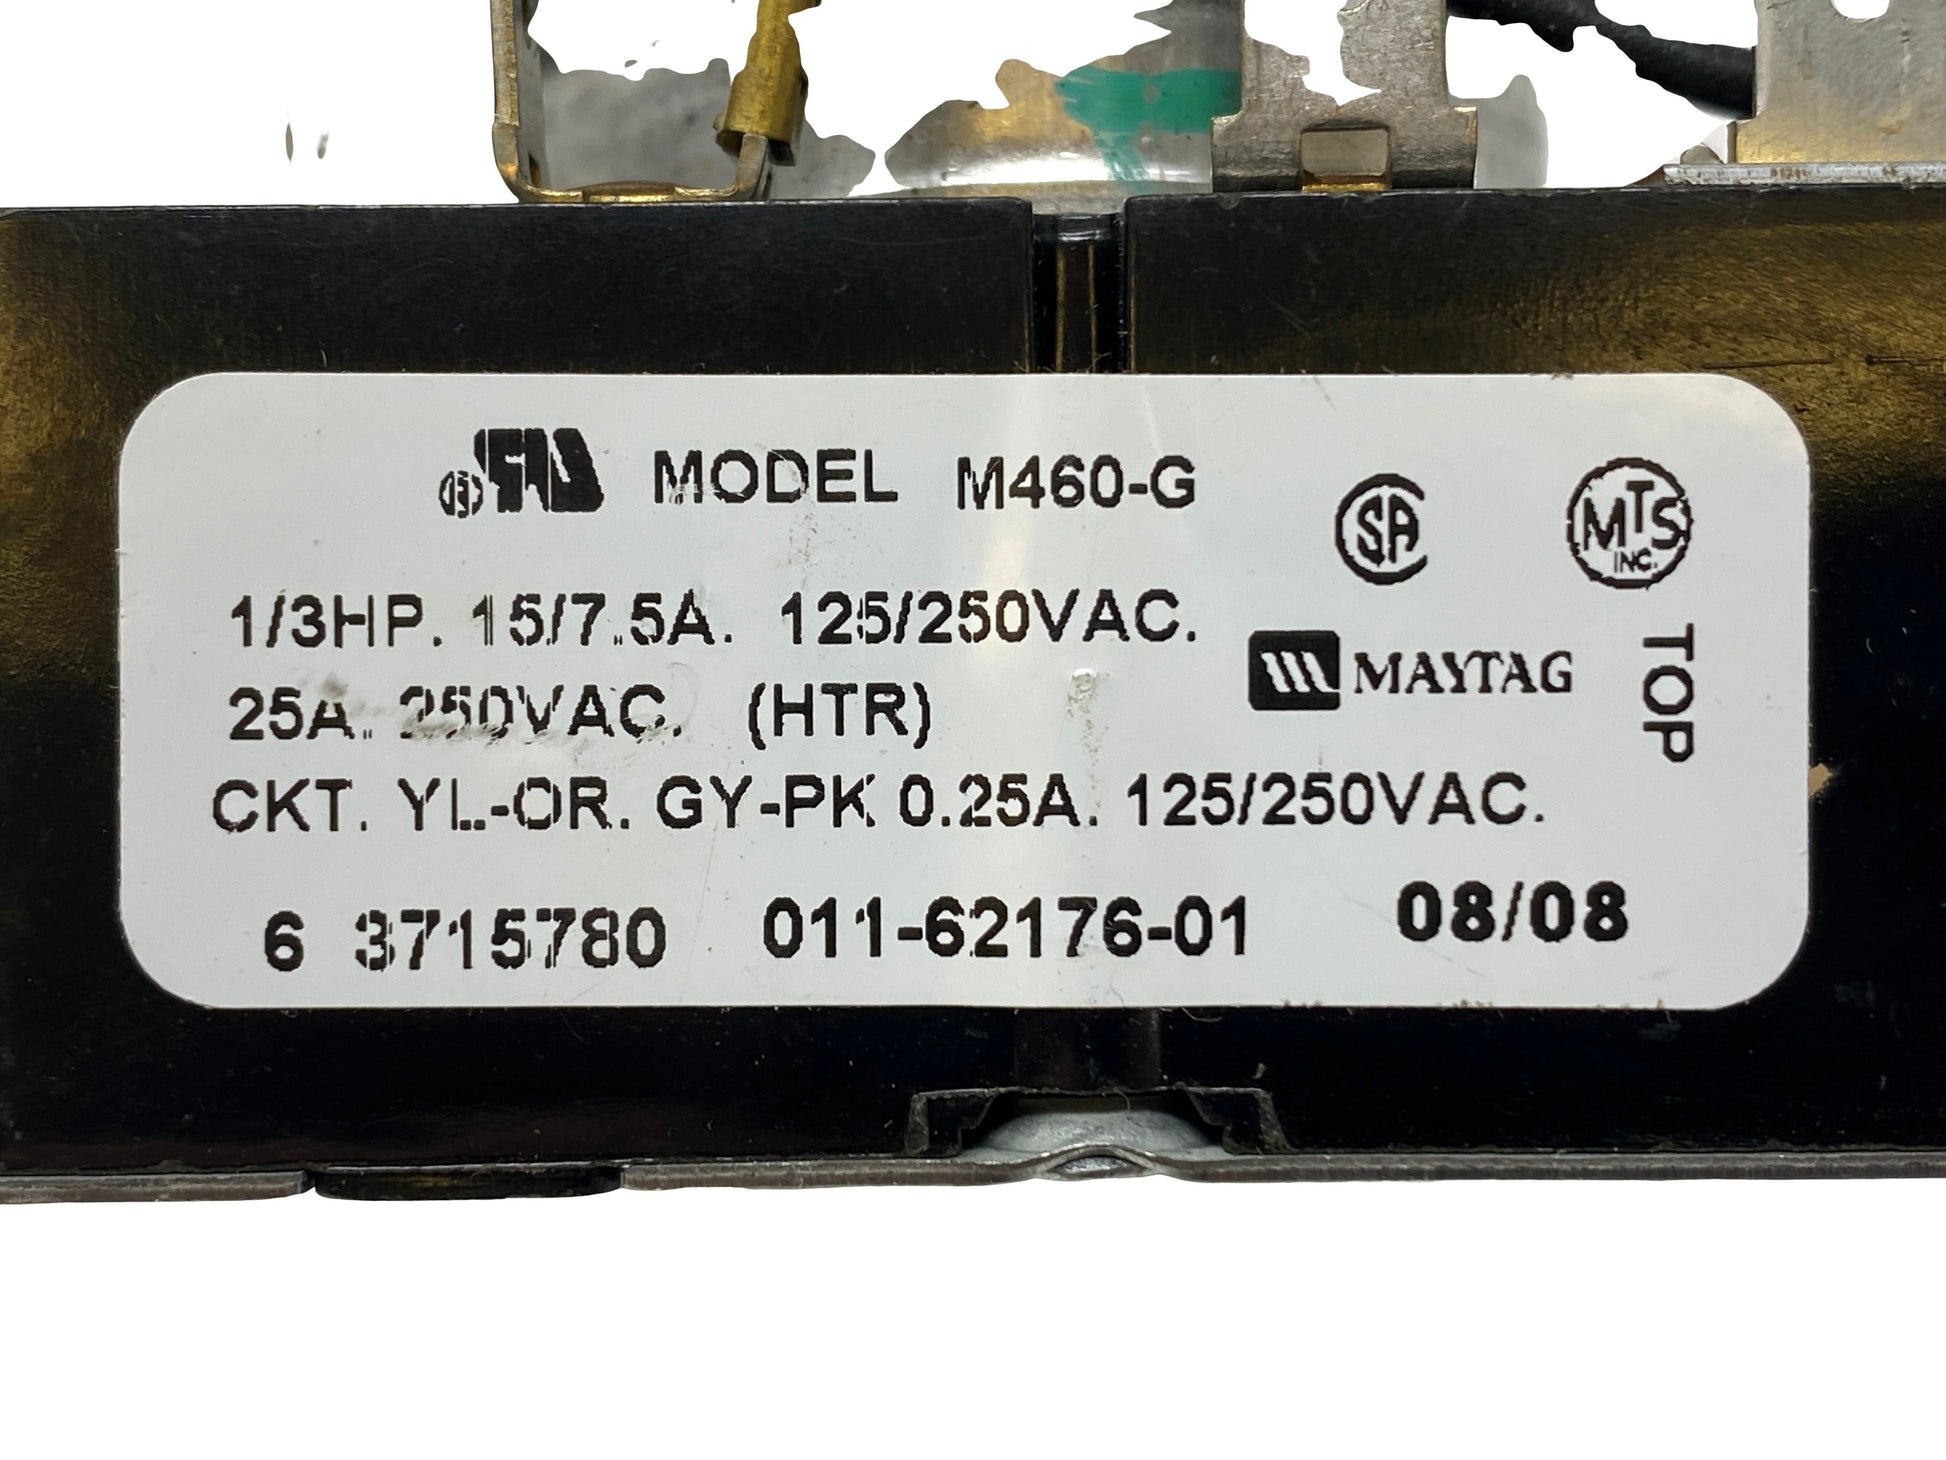 MODEL M460-G
SA
MTS
INC.
1/3HP. 15/7.5A. 125/250VAC.
MAYTAG
TOP
25A. 250VAC. (HTR)
CKT. YL-OR. GY-PK 0.25A. 125/250VAC.
6 3715780 011-62176-01 08/08